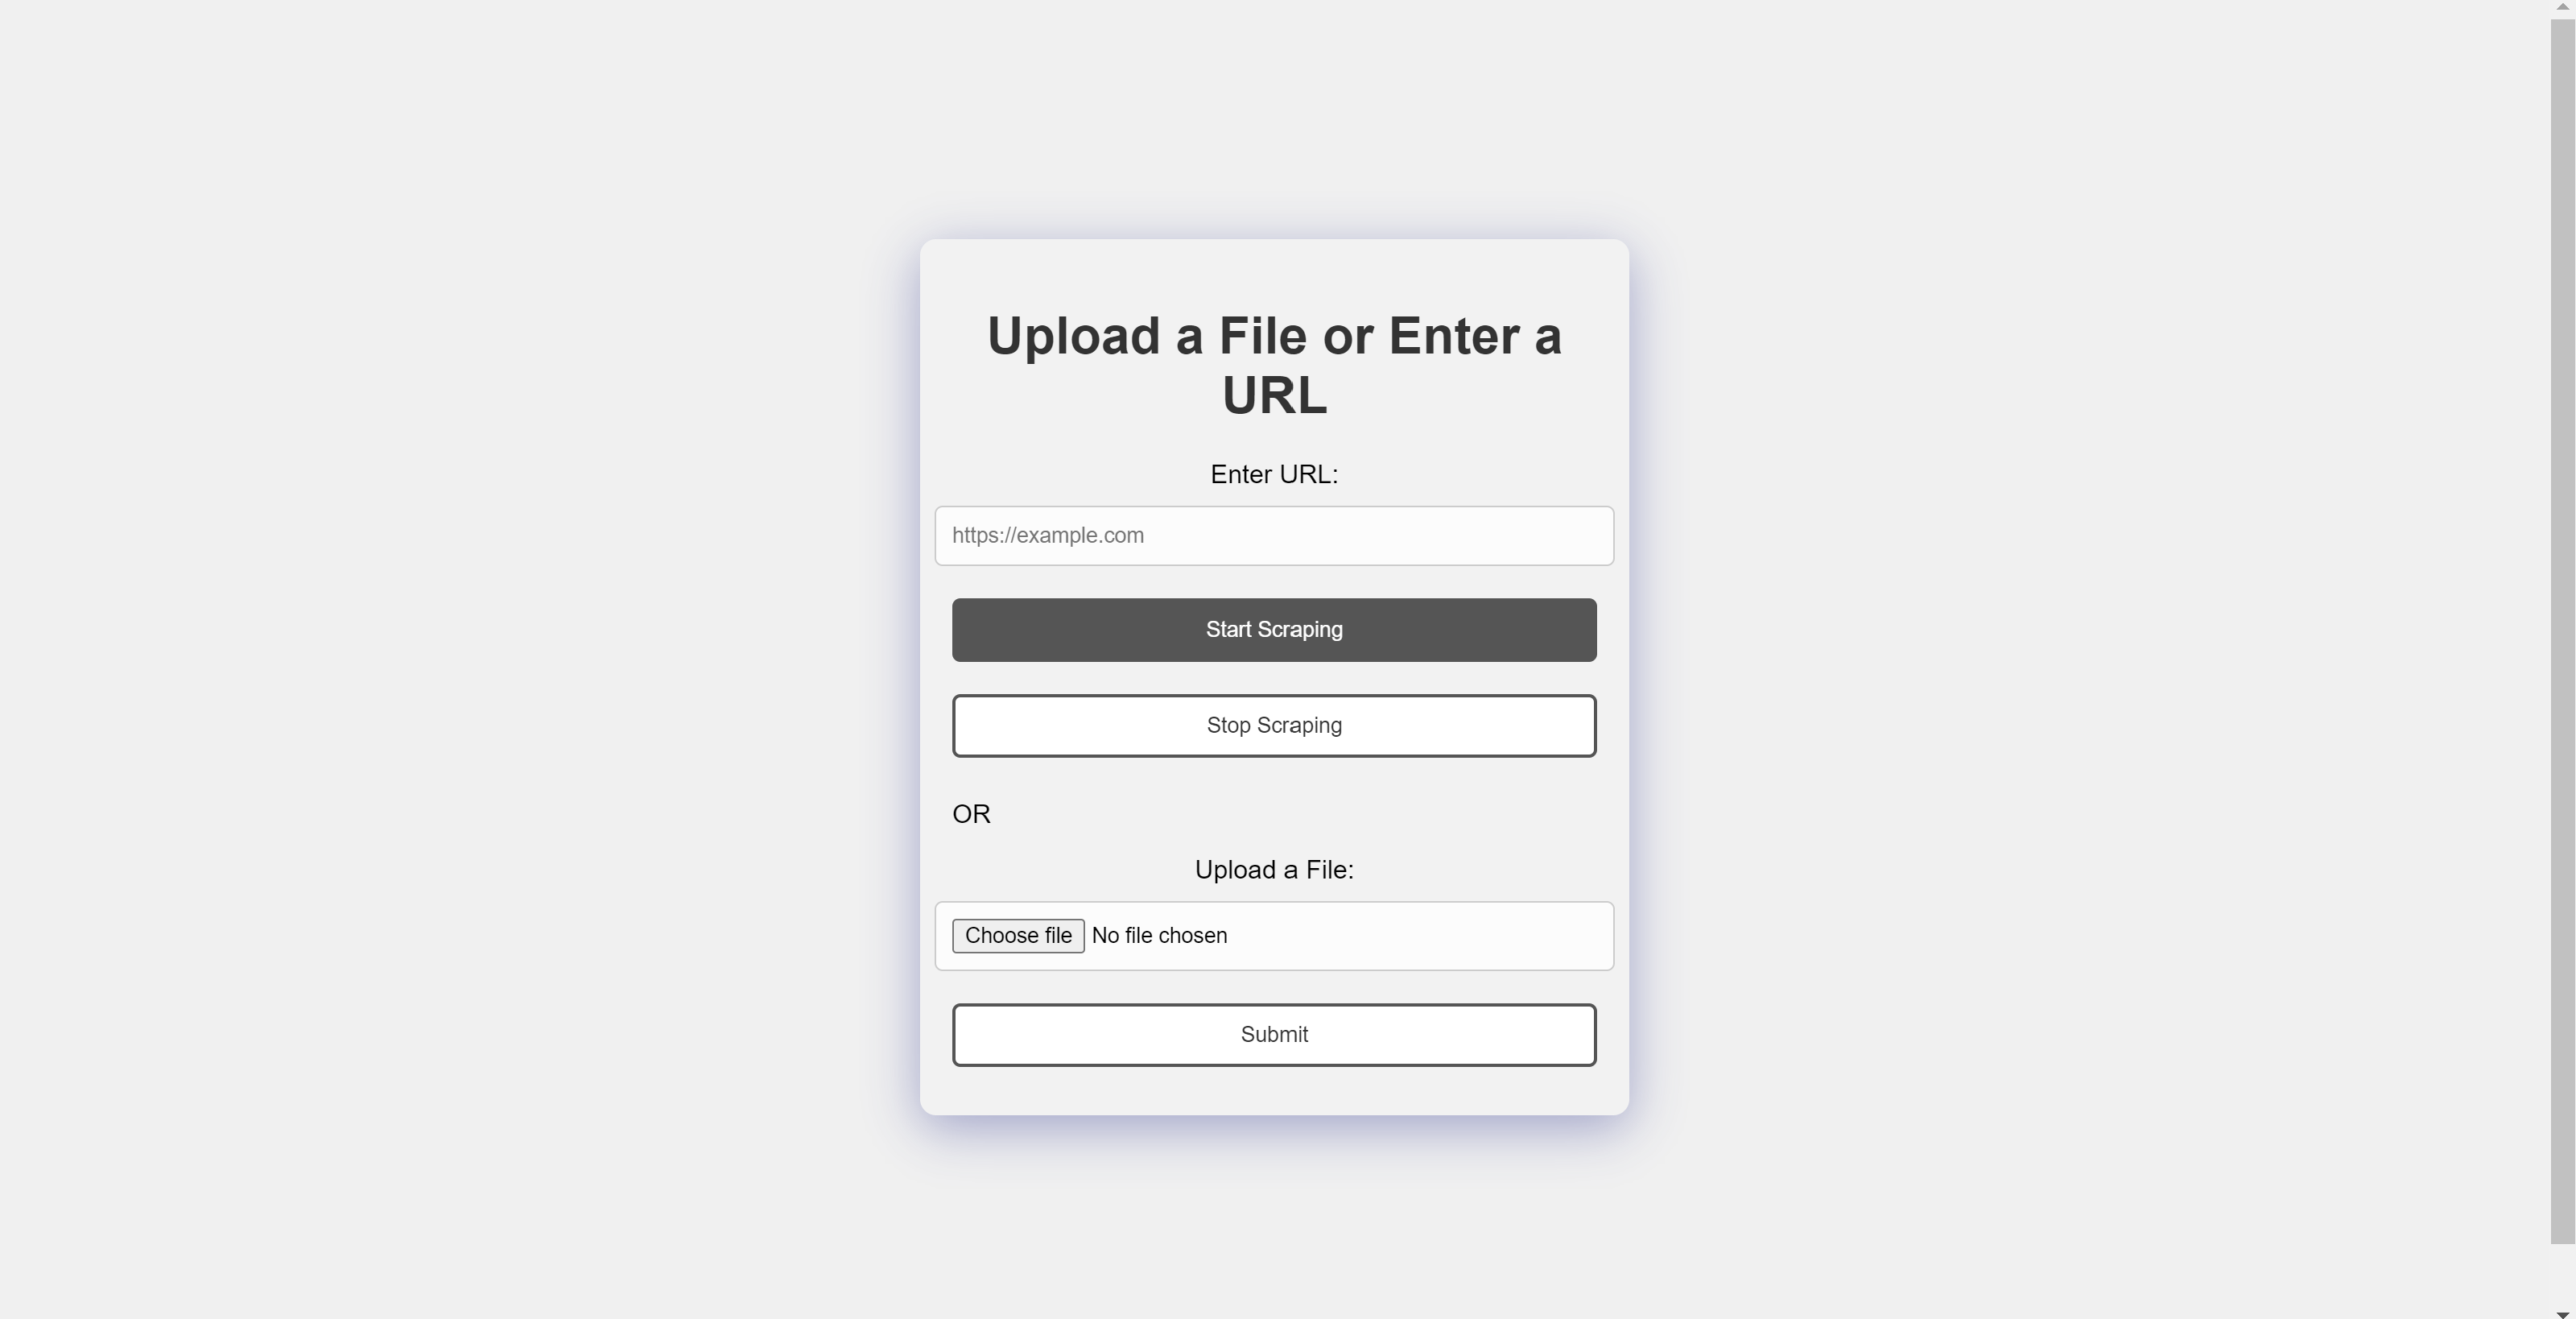 Upload a File or Enter a
URL
Enter URL:
https://example.com
Start Scraping
Stop Scraping
OR
Upload a File:
Choose file No file chosen
Submit